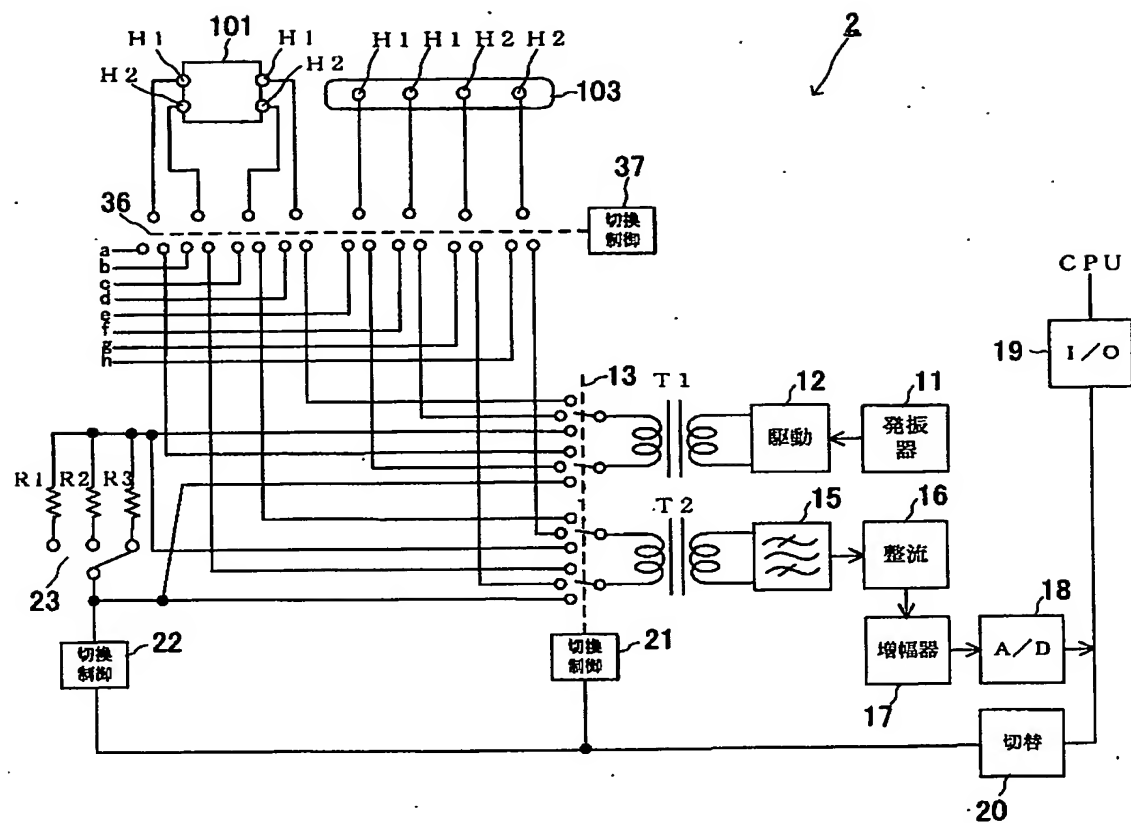 101
2
H1
H1
H1
H1
H2
H2
H2
H2
103
37
切換
制御
36
a
b
c
d
e
f
g
h
CPU
19
I/O
13
T1
12
11
駆動
発振
器
R1
R2
R3
T2
15
16
整流
23
18
22
切換
制御
21
切換
制御
増幅器
A/D
17
切替
20